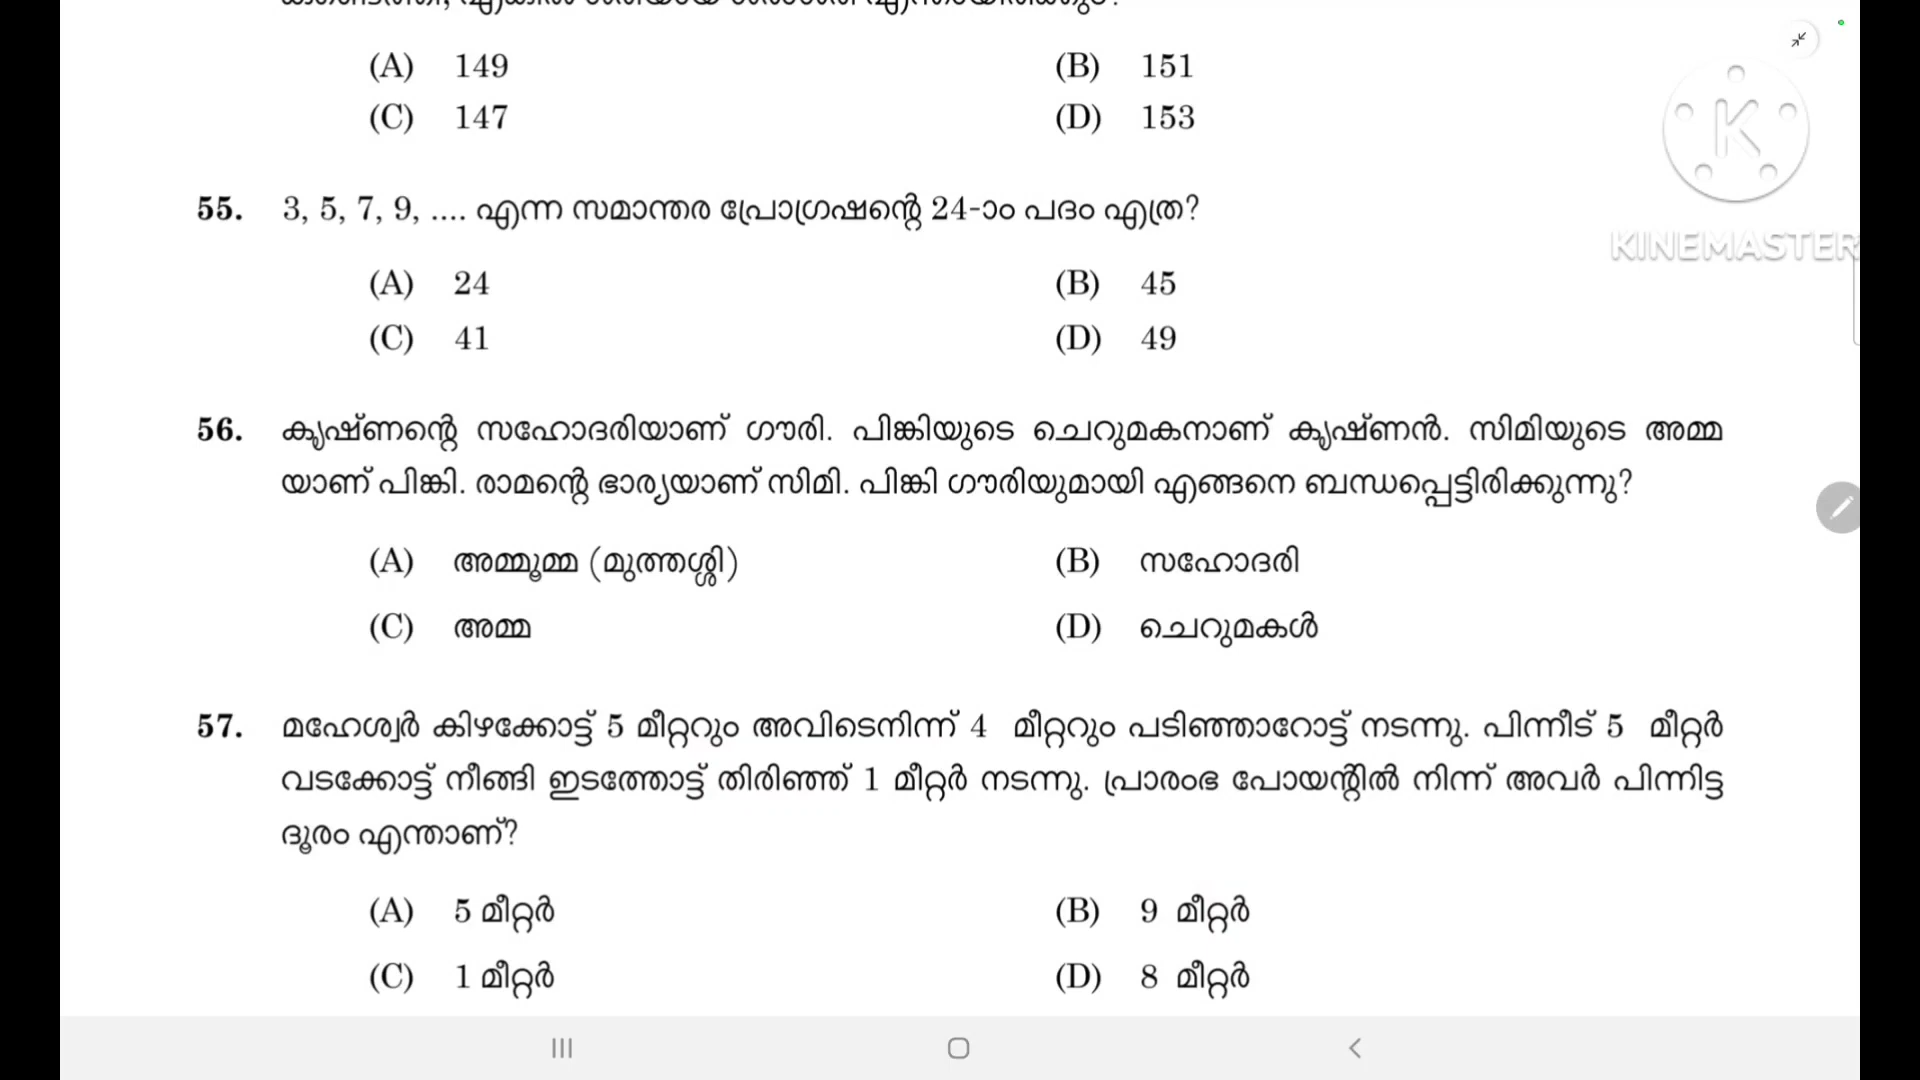 (A) 149 (B) 151
(C) 147 (D) 153
KINEMASTER
55. 3, 5, 7, 9, .... എന്ന സമാന്തര പ്രോഗ്രഷന്റെ 24-ാം പദം എത്ര?
(A) 24 (B) 45
(C) 41 (D) 49
56. കൃഷ്ണന്റെ സഹോദരിയാണ് ഗൗരി. പിങ്കിയുടെ ചെറുമകനാണ് കൃഷ്ണൻ. സിമിയുടെ അമ്മ
യാണ് പിങ്കി. രാമന്റെ ഭാര്യയാണ് സിമി. പിങ്കി ഗൗരിയുമായി എങ്ങനെ ബന്ധപ്പെട്ടിരിക്കുന്നു?
(A) അമ്മൂമ്മ (മുത്തശ്ശി) (B) സഹോദരി
(C) അമ്മ (D) ചെറുമകൾ
57. മഹേശ്വർ കിഴക്കോട്ട് 5 മീറ്ററും അവിടെനിന്ന് 4 മീറ്ററും പടിഞ്ഞാറോട്ട് നടന്നു. പിന്നീട് 5 മീറ്റർ
വടക്കോട്ട് നീങ്ങി ഇടത്തോട്ട് തിരിഞ്ഞ് 1 മീറ്റർ നടന്നു. പ്രാരംഭ പോയന്റിൽ നിന്ന് അവർ പിന്നിട്ട
ദൂരം എന്താണ്?
(A) 5 മീറ്റർ (B) 9 മീറ്റർ
(C) 1 മീറ്റർ (D) 8 മീറ്റർ